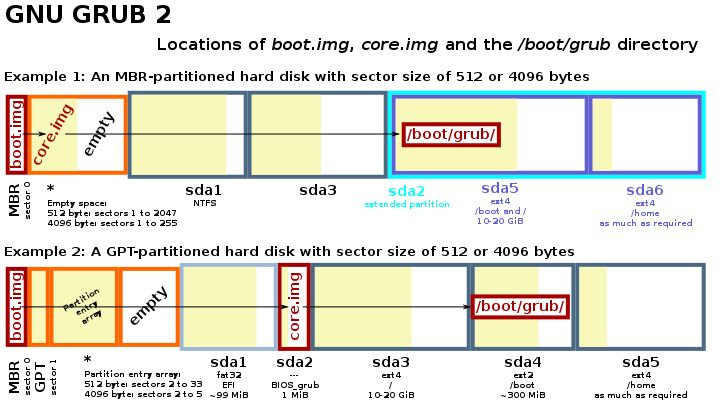 GNU GRUB 2
Locations of boot.img, core.img and the /boot/grub directory
Example 1: An MBR-partitioned hard disk with sector size of 512 or 4096 bytes
boot.img
core.img
empty
/boot/grub/
MBR
sector 0
*
Empty space:
512 byte: sectors 1 to 2047
4096 byte: sectors 1 to 255
sda1
NTFS
sda3
sda2
extended partition
sda5
ext4
/boot and /
10-20 GiB
sda6
ext4
/home
as much as required
Example 2: A GPT-partitioned hard disk with sector size of 512 or 4096 bytes
boot.img
Partition
entry
array
empty
core.img
/boot/grub/
MBR
sector 0
GPT
sector 1
*
Partition entry array:
512 byte: sectors 2 to 33
4096 byte: sectors 2 to 5
sda1
fat32
EFI
~99 MiB
sda2
---
BIOS_grub
1 MiB
sda3
ext4
/
10-20 GiB
sda4
ext2
/boot
~300 MiB
sda5
ext4
/home
as much as required